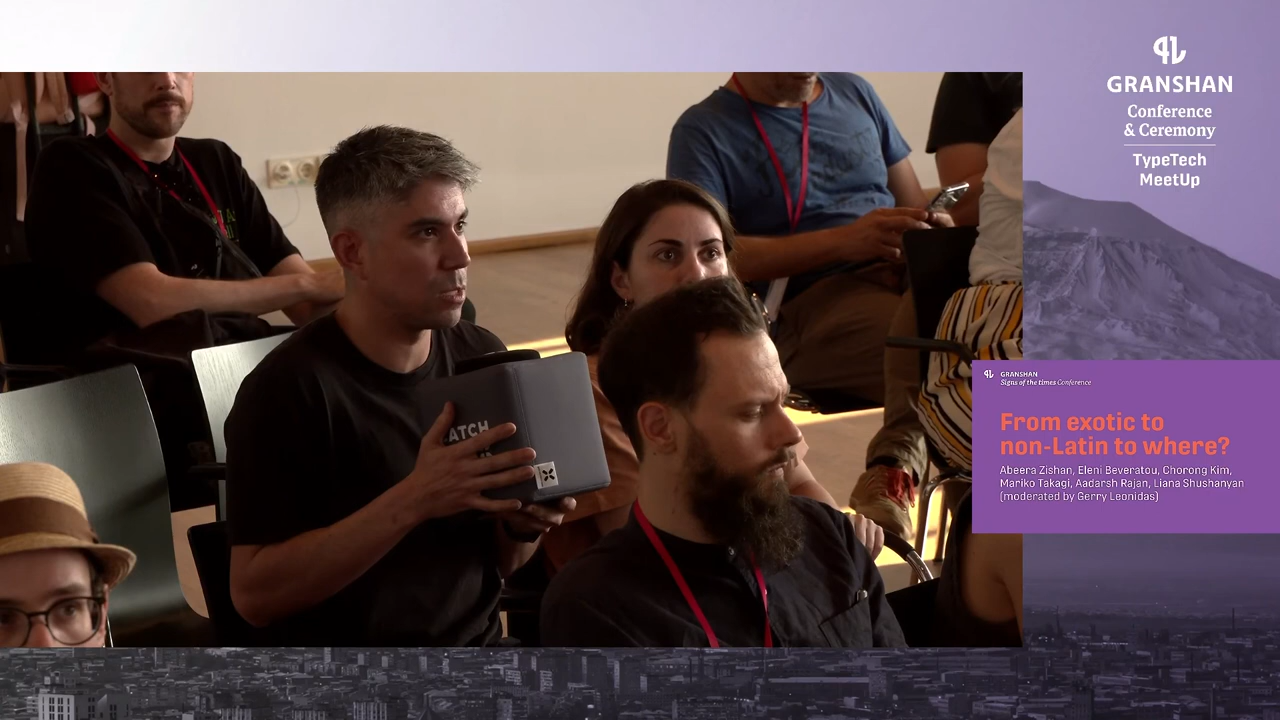 GRANSHAN
Conference
& Ceremony
TypeTech
MeetUp
GRANSHAN
Signs of the times Conference
From exotic to
non-Latin to where?
Abeera Zishan, Eleni Beveratou, Chorong Kim,
Mariko Takagi, Aadarsh Rajan, Liana Shushanyan
(moderated by Gerry Leonidas)
ATCH